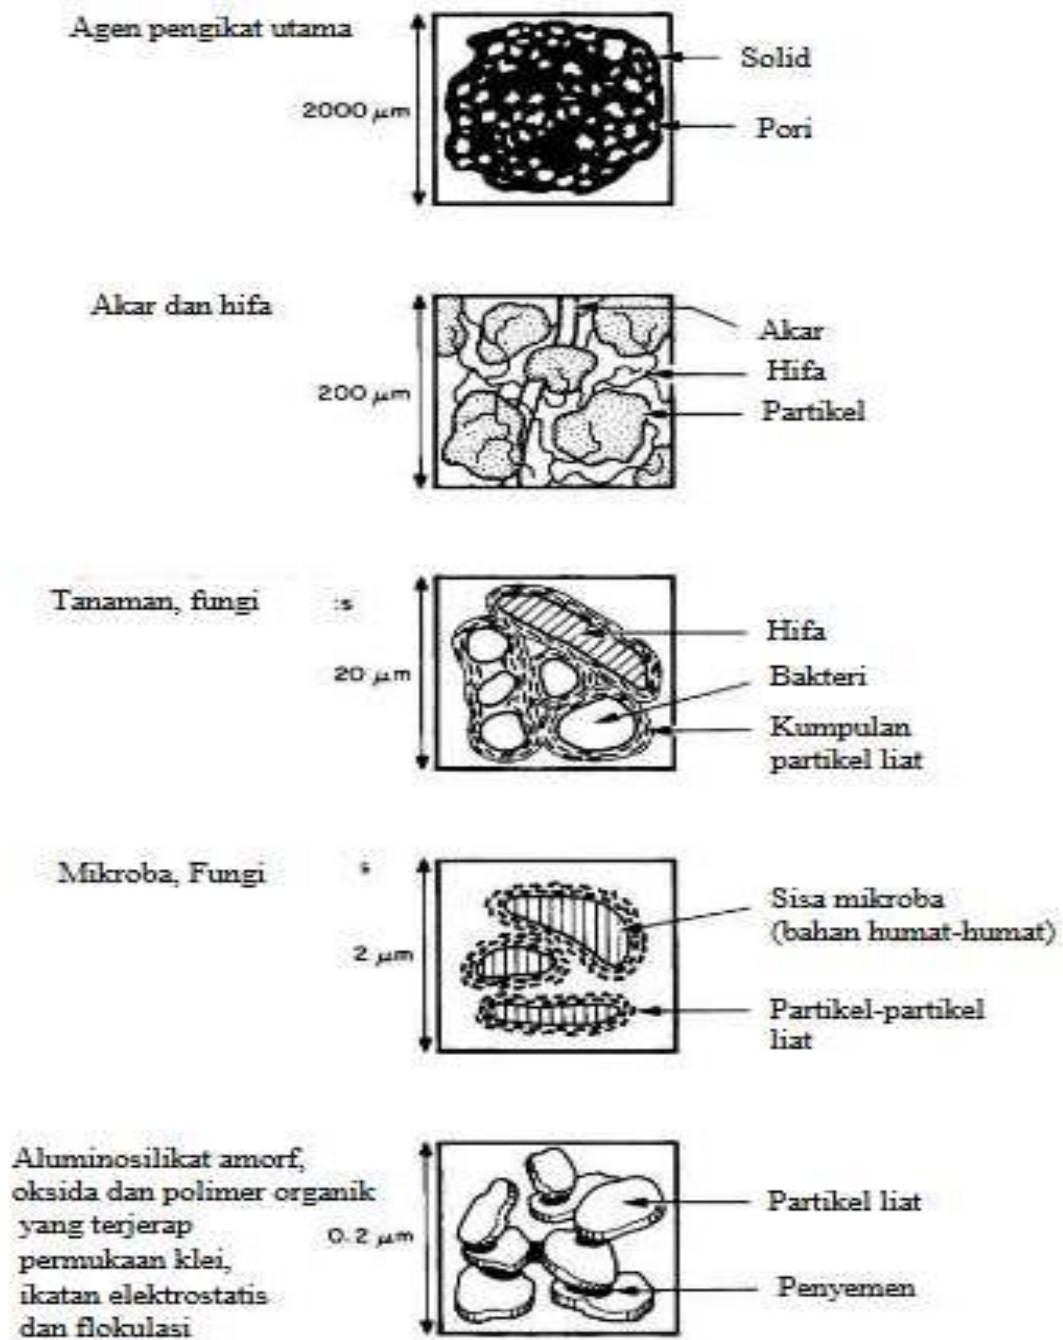 Agen pengikat utama
2000 μm
Solid
Pori
Akar dan hifa
200 μm
Akar
Hifa
Partikel
Tanaman, fungi
:s
20 μm
Hifa
Bakteri
Kumpulan
partikel liat
Mikroba, Fungi
s
2 μm
Sisa mikroba
(bahan humat-humat)
Partikel-partikel
liat
Aluminosilikat amorf,
oksida dan polimer organik
yang terjerap
permukaan klei,
ikatan elektrostatis
dan flokulasi
0.2 μm
Partikel liat
Penyemen